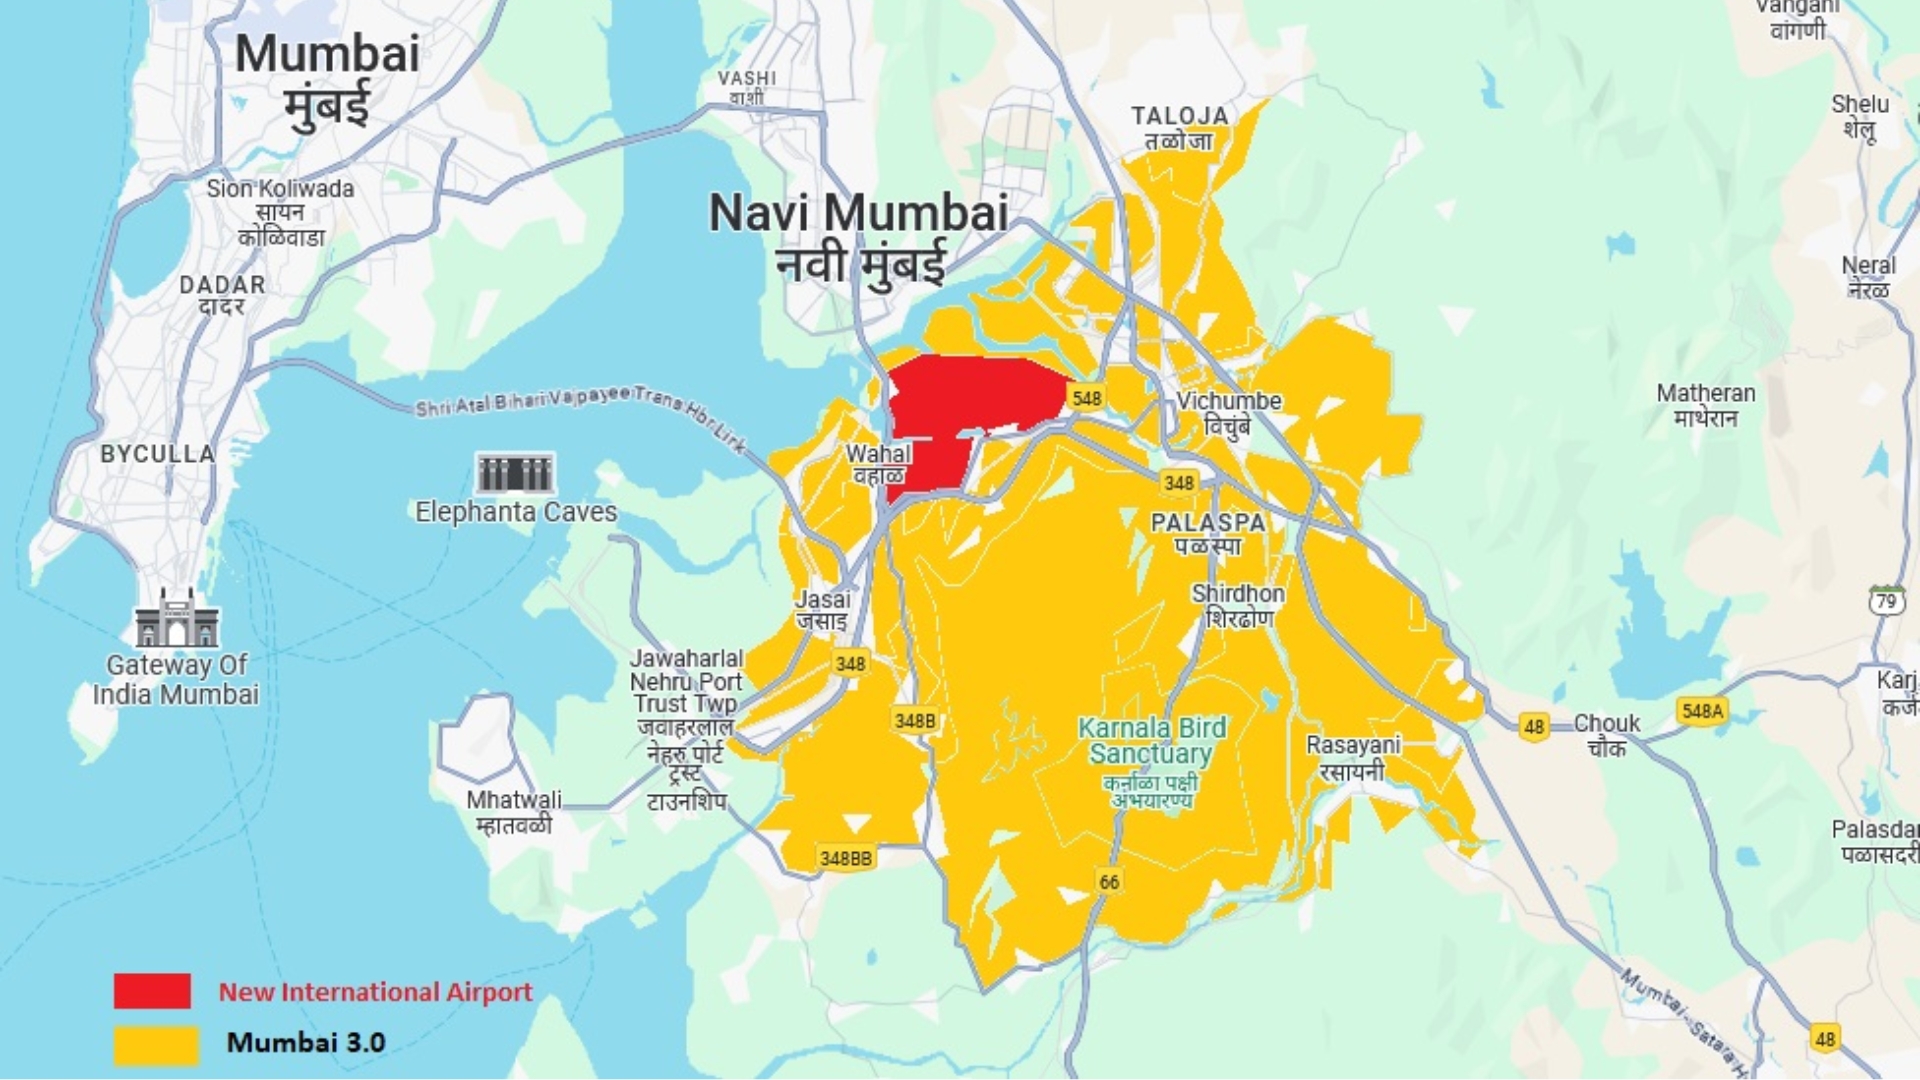 Vangani
वांगणी
Mumbai
मुंबई
VASHI
वाशी
TALOJA
तळोजा
Shelu
शेलू
Sion Koliwada
सायन
कोळिवाडा
Navi Mumbai
नवी मुंबई
DADAR
दादर
Neral
नेरळ
Shri Atal Bihari Vajpayee Trans Hbr Link
548
Vichumbe
विचुंबे
Matheran
माथेरान
BYCULLA
Wahal
वहाळ
348
Elephanta Caves
PALASPA
पळस्पा
Jasai
जसाइ
Shirdhon
शिरढोण
79
Gateway Of
India Mumbai
Jawaharlal
Nehru Port
Trust Twp
जवाहरलाल
नेहरु पोर्ट
ट्रस्ट
टाउनशिप
348
348B
Karnala Bird
Sanctuary
कर्नाळा पक्षी
अभयारण्य
Rasayani
रसायनी
48
Chouk
चौक
548A
Karj
कर्ज
Mhatwali
म्हातवळी
348BB
66
Palasdar
पळासदरी
Mumbai - Satara H
48
New International Airport
Mumbai 3.0